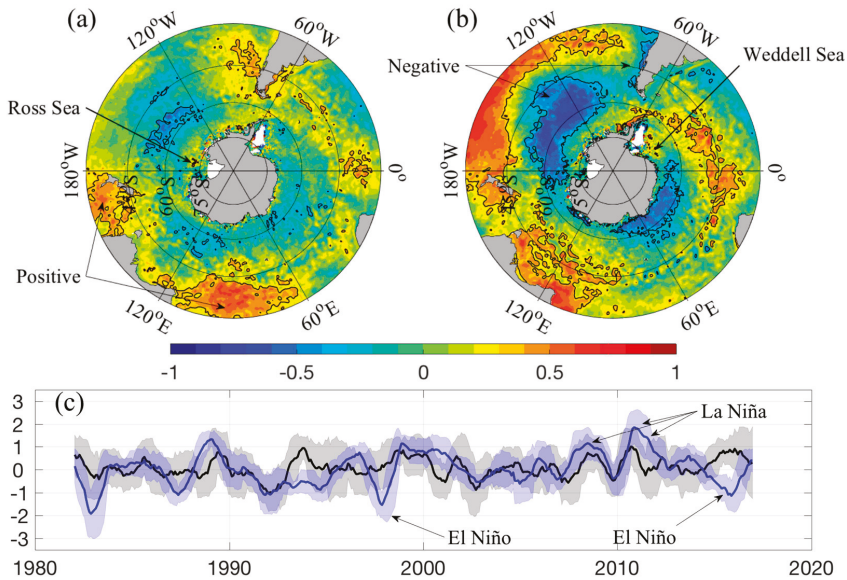 (a)
120°W
60°W
Ross Sea
180°W
60°S
75°S
0°
Positive
120°E
60°E
(b)
120°W
60°W
Negative
Weddell Sea
180°W
60°S
75°S
0°
120°E
60°E
-1 -0.5 0 0.5 1
(c)
3
2
1
0
-1
-2
-3
La Niña
El Niño
El Niño
1980 1990 2000 2010 2020